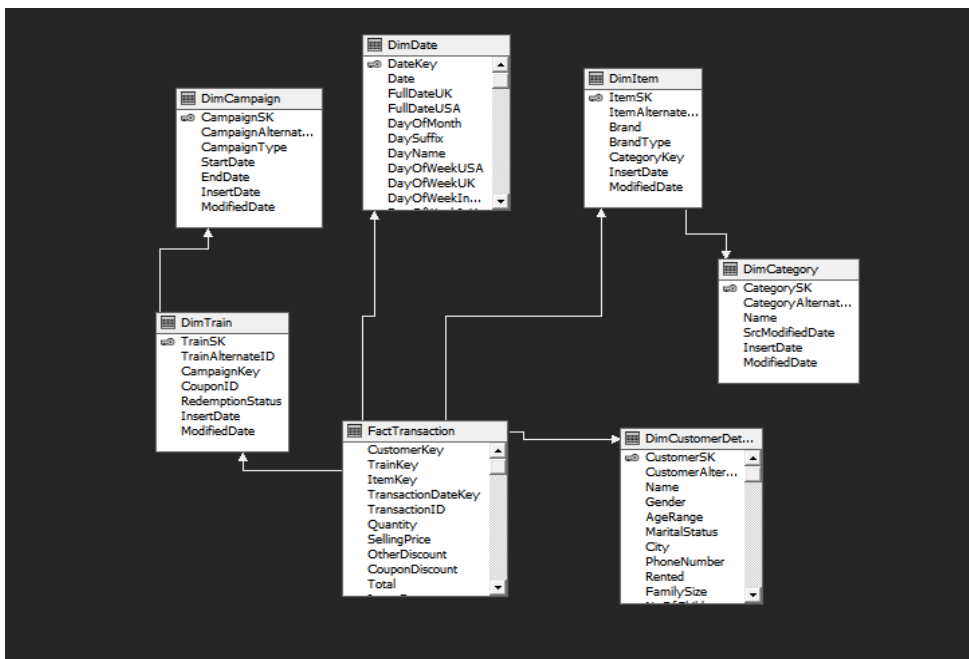 DimDate
DateKey
Date
FullDateUK
FullDateUSA
DayOfMonth
DaySuffix
DayName
DayOfWeekUSA
DayOfWeekUK
DayOfWeekIn...
DimItem
ItemSK
ItemAlternate...
Brand
BrandType
CategoryKey
InsertDate
ModifiedDate
DimCampaign
CampaignSK
CampaignAlternat...
CampaignType
StartDate
EndDate
InsertDate
ModifiedDate
DimCategory
CategorySK
CategoryAlternat...
Name
SrcModifiedDate
InsertDate
ModifiedDate
DimTrain
TrainSK
TrainAlternateID
CampaignKey
CouponID
RedemptionStatus
InsertDate
ModifiedDate
FactTransaction
CustomerKey
TrainKey
ItemKey
TransactionDateKey
TransactionID
Quantity
SellingPrice
OtherDiscount
CouponDiscount
Total
DimCustomerDet...
CustomerSK
CustomerAlter...
Name
Gender
AgeRange
MaritalStatus
City
PhoneNumber
Rented
FamilySize